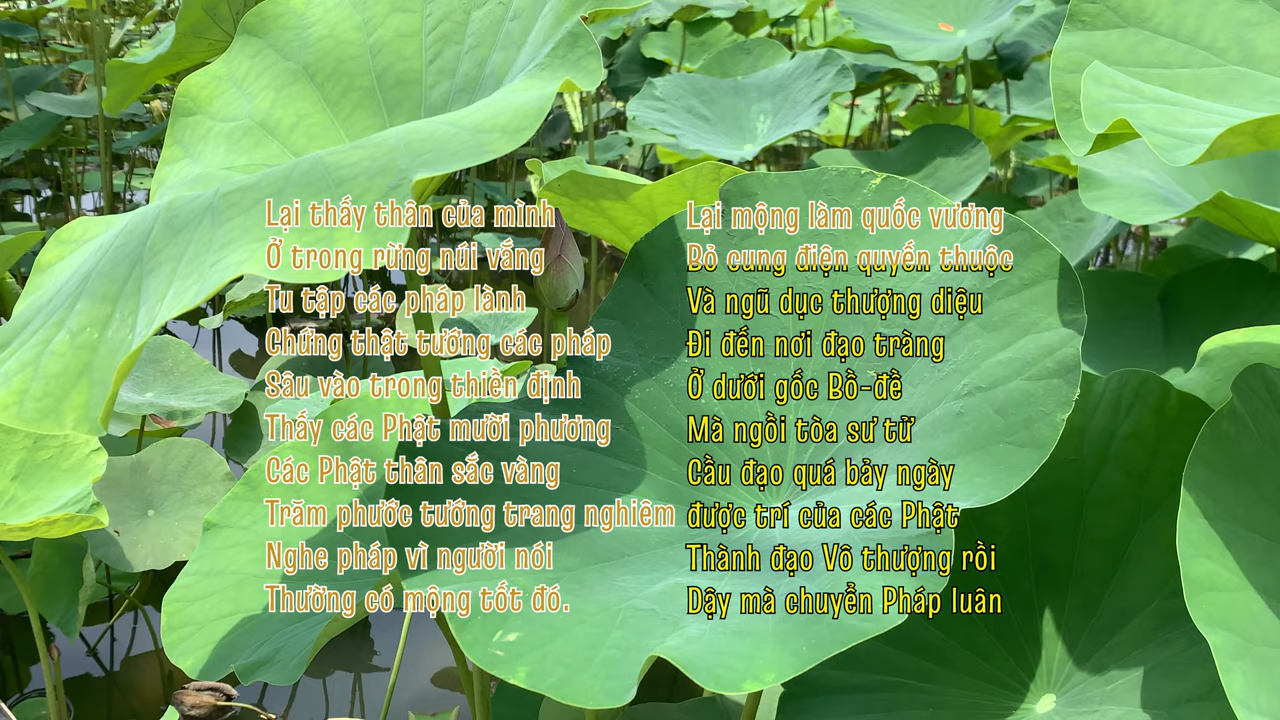 Lại thấy thân của mình
Ở trong rừng núi vắng
Tu tập các pháp lành
Chứng thật tướng các pháp
Sâu vào trong thiền định
Thấy các Phật mười phương
Các Phật thân sắc vàng
Trăm phước tướng trang nghiêm
Nghe pháp vì người nói
Thường có mộng tốt đó.
Lại mộng làm quốc vương
Bỏ cung điện quyến thuộc
Và ngũ dục thượng diệu
Đi đến nơi đạo tràng
Ở dưới gốc Bồ-đề
Mà ngồi tòa sư tử
Cầu đạo quá bảy ngày
được trí của các Phật
Thành đạo Vô thượng rồi
Dậy mà chuyển Pháp luân